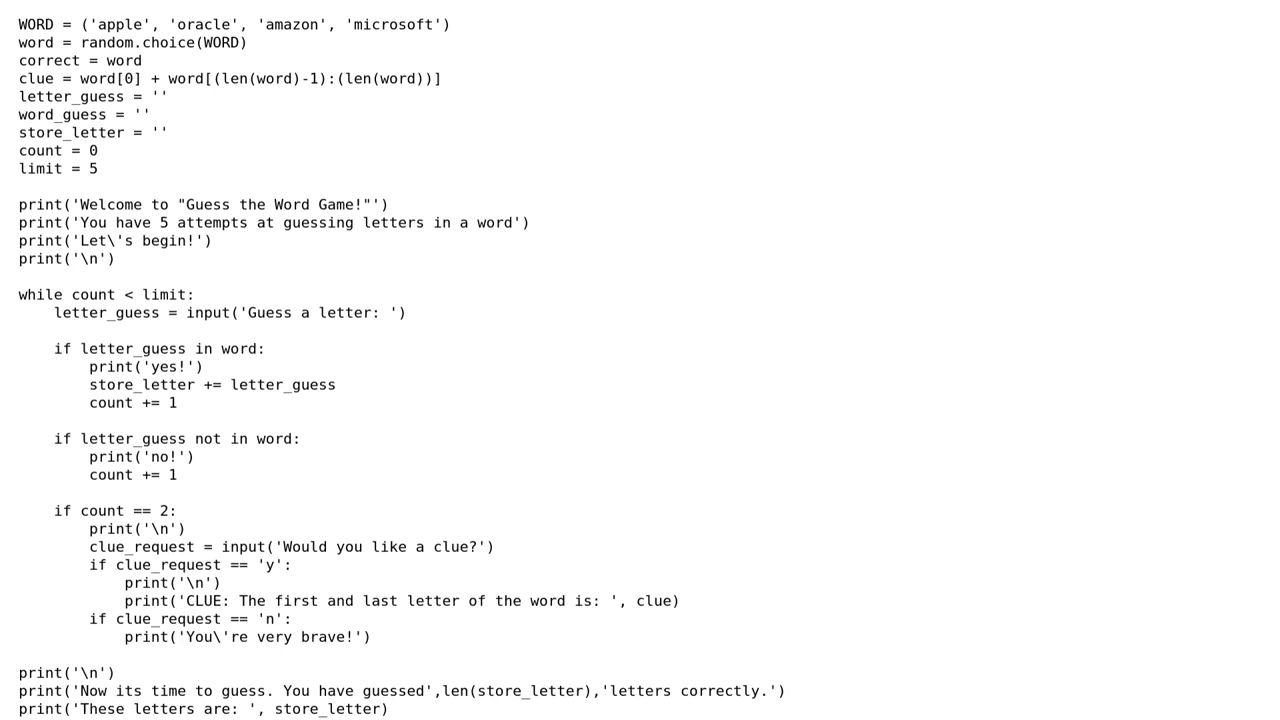 WORD = ('apple', 'oracle', 'amazon', 'microsoft')
word = random.choice(WORD)
correct = word
clue = word[0] + word[(len(word)-1):(len(word))]
letter_guess = ''
word_guess = ''
store_letter = ''
count = 0
limit = 5

print('Welcome to "Guess the Word Game!"')
print('You have 5 attempts at guessing letters in a word')
print('Let\'s begin!')
print('\n')

while count < limit:
    letter_guess = input('Guess a letter: ')

    if letter_guess in word:
        print('yes!')
        store_letter += letter_guess
        count += 1

    if letter_guess not in word:
        print('no!')
        count += 1

    if count == 2:
        print('\n')
        clue_request = input('Would you like a clue?')
        if clue_request == 'y':
            print('\n')
            print('CLUE: The first and last letter of the word is: ', clue)
        if clue_request == 'n':
            print('You\'re very brave!')

print('\n')
print('Now its time to guess. You have guessed',len(store_letter),'letters correctly.')
print('These letters are: ', store_letter)